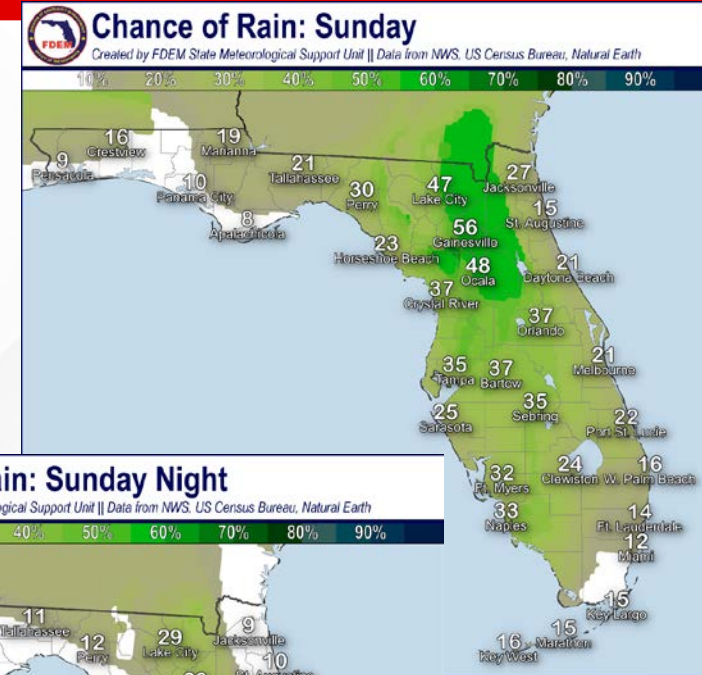 FDEM
Chance of Rain: Sunday
Created by FDEM State Meteorological Support Unit || Data from NWS, US Census Bureau, Natural Earth
10% 20% 30% 40% 50% 60% 70% 80% 90%
16
Crestview
19
Marianna
9
Pensacola
21
Tallahassee
10
Panama City
30
Perry
47
Lake City
27
Jacksonville
8
Apalachicola
15
St. Augustine
56
Gainesville
23
Horseshoe Beach
48
Ocala
21
Daytona Beach
37
Crystal River
37
Orlando
35
Tampa
37
Bartow
21
Melbourne
35
Sebring
25
Sarasota
22
Port St. Lucie
32
Ft. Myers
24
Clewiston
16
W. Palm Beach
33
Naples
14
Ft. Lauderdale
12
Miami
15
Key Largo
15
Marathon
16
Key West
ain: Sunday Night
ogical Support Unit || Data from NWS, US Census Bureau, Natural Earth
40% 50% 60% 70% 80% 90%
11
Tallahassee
12
Perry
29
Lake City
9
Jacksonville
10